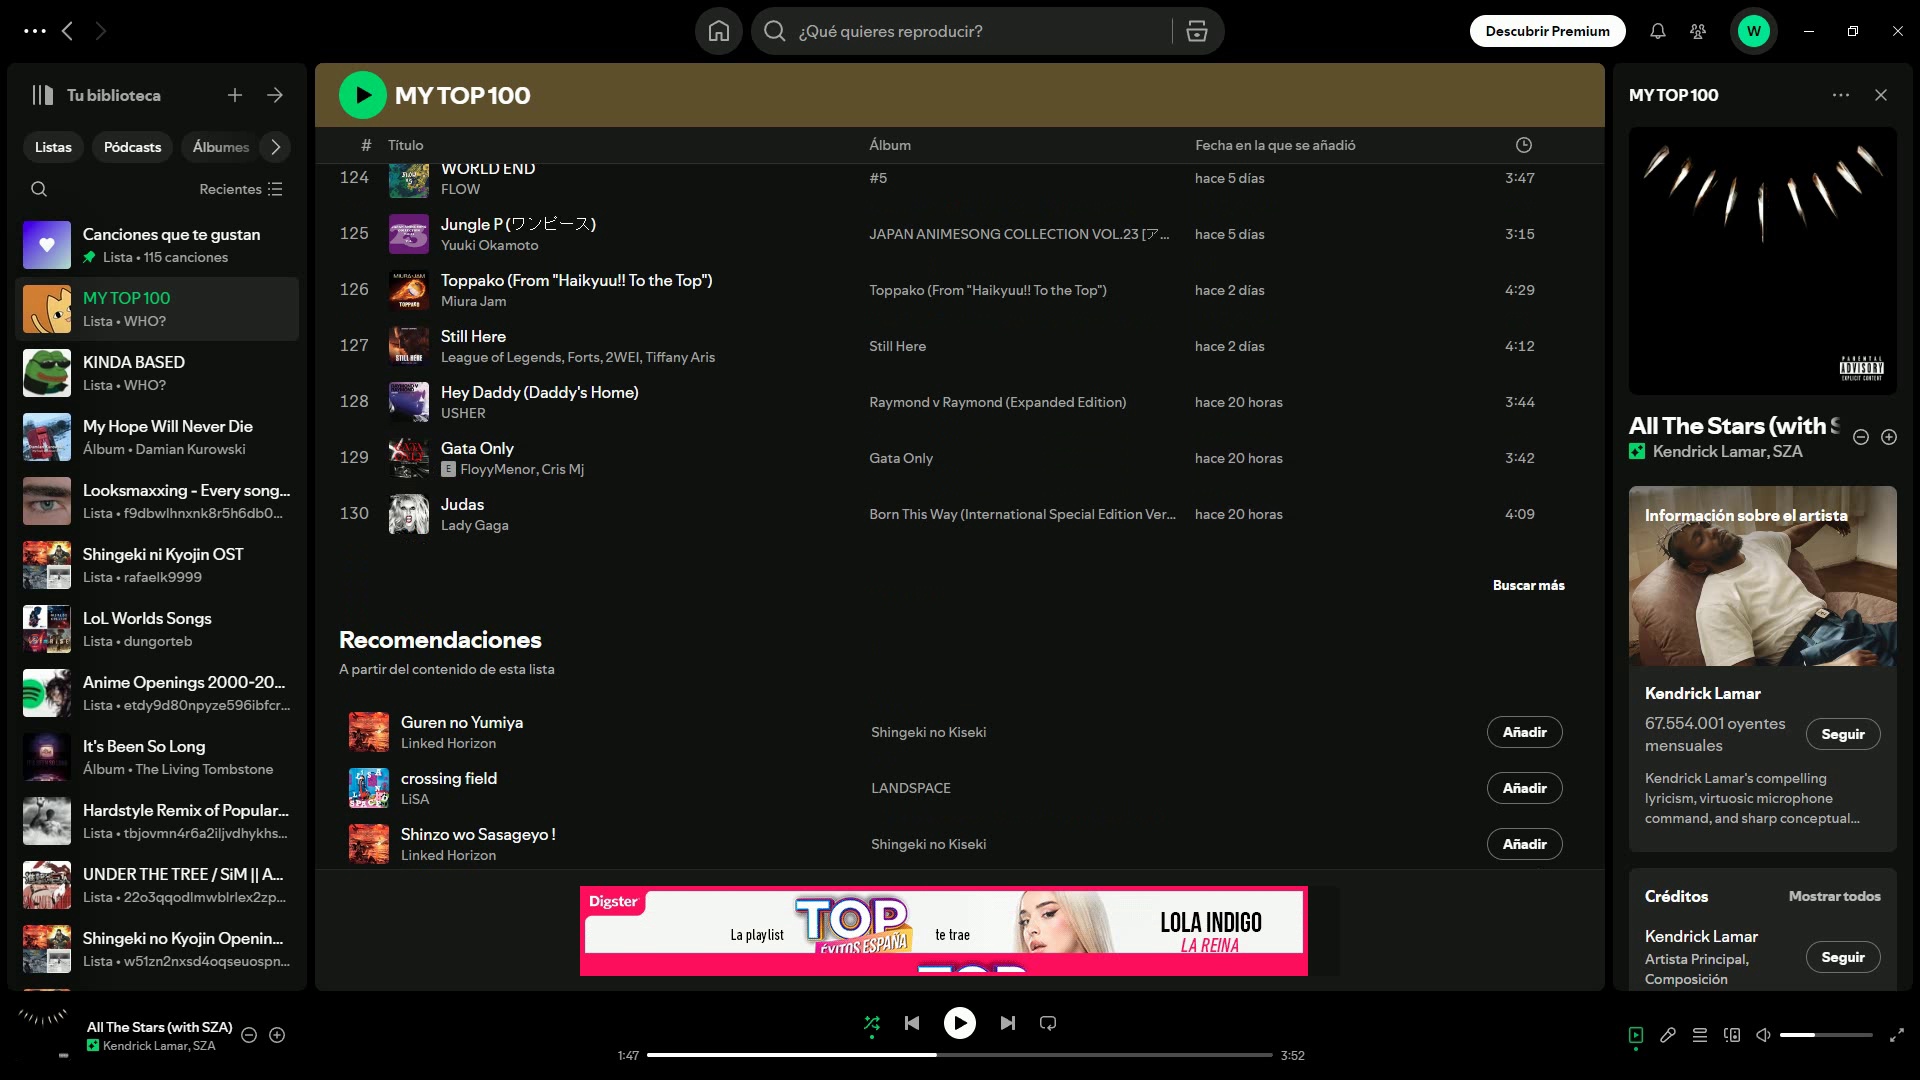 ¿Qué quieres reproducir?
Descubrir Premium
W
Tu biblioteca
Listas
Pódcasts
Álbumes
Recientes
Canciones que te gustan
Lista • 115 canciones
MY TOP 100
Lista • WHO?
KINDA BASED
Lista • WHO?
My Hope Will Never Die
Álbum • Damian Kurowski
Looksmaxxing - Every song...
Lista • f9dbwlhnxnk8r5h6db0...
Shingeki ni Kyojin OST
Lista • rafaelk9999
LoL Worlds Songs
Lista • dungorteb
Anime Openings 2000-20...
Lista • etdy9d80npyze596ibfcr...
It's Been So Long
Álbum • The Living Tombstone
Hardstyle Remix of Popular...
Lista • tbjovmn4r6a2iljvdhykhs...
UNDER THE TREE / SiM || A...
Lista • 22o3qqodlmwblrlex2zp...
Shingeki no Kyojin Openin...
Lista • w51zn2nxsd4oqseuospn...
MY TOP 100
# Título Álbum Fecha en la que se añadió
124 WORLD END #5 hace 5 días 3:47
FLOW
125 Jungle P (ワンピース) JAPAN ANIMESONG COLLECTION VOL.23 [ア... hace 5 días 3:15
Yuuki Okamoto
126 Toppako (From "Haikyuu!! To the Top") Toppako (From "Haikyuu!! To the Top") hace 2 días 4:29
Miura Jam
127 Still Here Still Here hace 2 días 4:12
League of Legends, Forts, 2WEI, Tiffany Aris
128 Hey Daddy (Daddy's Home) Raymond v Raymond (Expanded Edition) hace 20 horas 3:44
USHER
129 Gata Only Gata Only hace 20 horas 3:42
E FloyyMenor, Cris Mj
130 Judas Born This Way (International Special Edition Ver... hace 20 horas 4:09
Lady Gaga
Buscar más
Recomendaciones
A partir del contenido de esta lista
Guren no Yumiya Shingeki no Kiseki Añadir
Linked Horizon
crossing field LANDSPACE Añadir
LiSA
Shinzo wo Sasageyo ! Shingeki no Kiseki Añadir
Linked Horizon
Digster
La playlist
TOP
ÉXITOS ESPAÑA
te trae
LOLA INDIGO
LA REINA
TOP
MY TOP 100
PARENTAL
ADVISORY
EXPLICIT CONTENT
All The Stars (with S
Kendrick Lamar, SZA
Información sobre el artista
Kendrick Lamar
67.554.001 oyentes
mensuales
Seguir
Kendrick Lamar's compelling
lyricism, virtuosic microphone
command, and sharp conceptual...
Créditos
Mostrar todos
Kendrick Lamar
Artista Principal,
Composición
Seguir
All The Stars (with SZA)
Kendrick Lamar, SZA
1:47
3:52